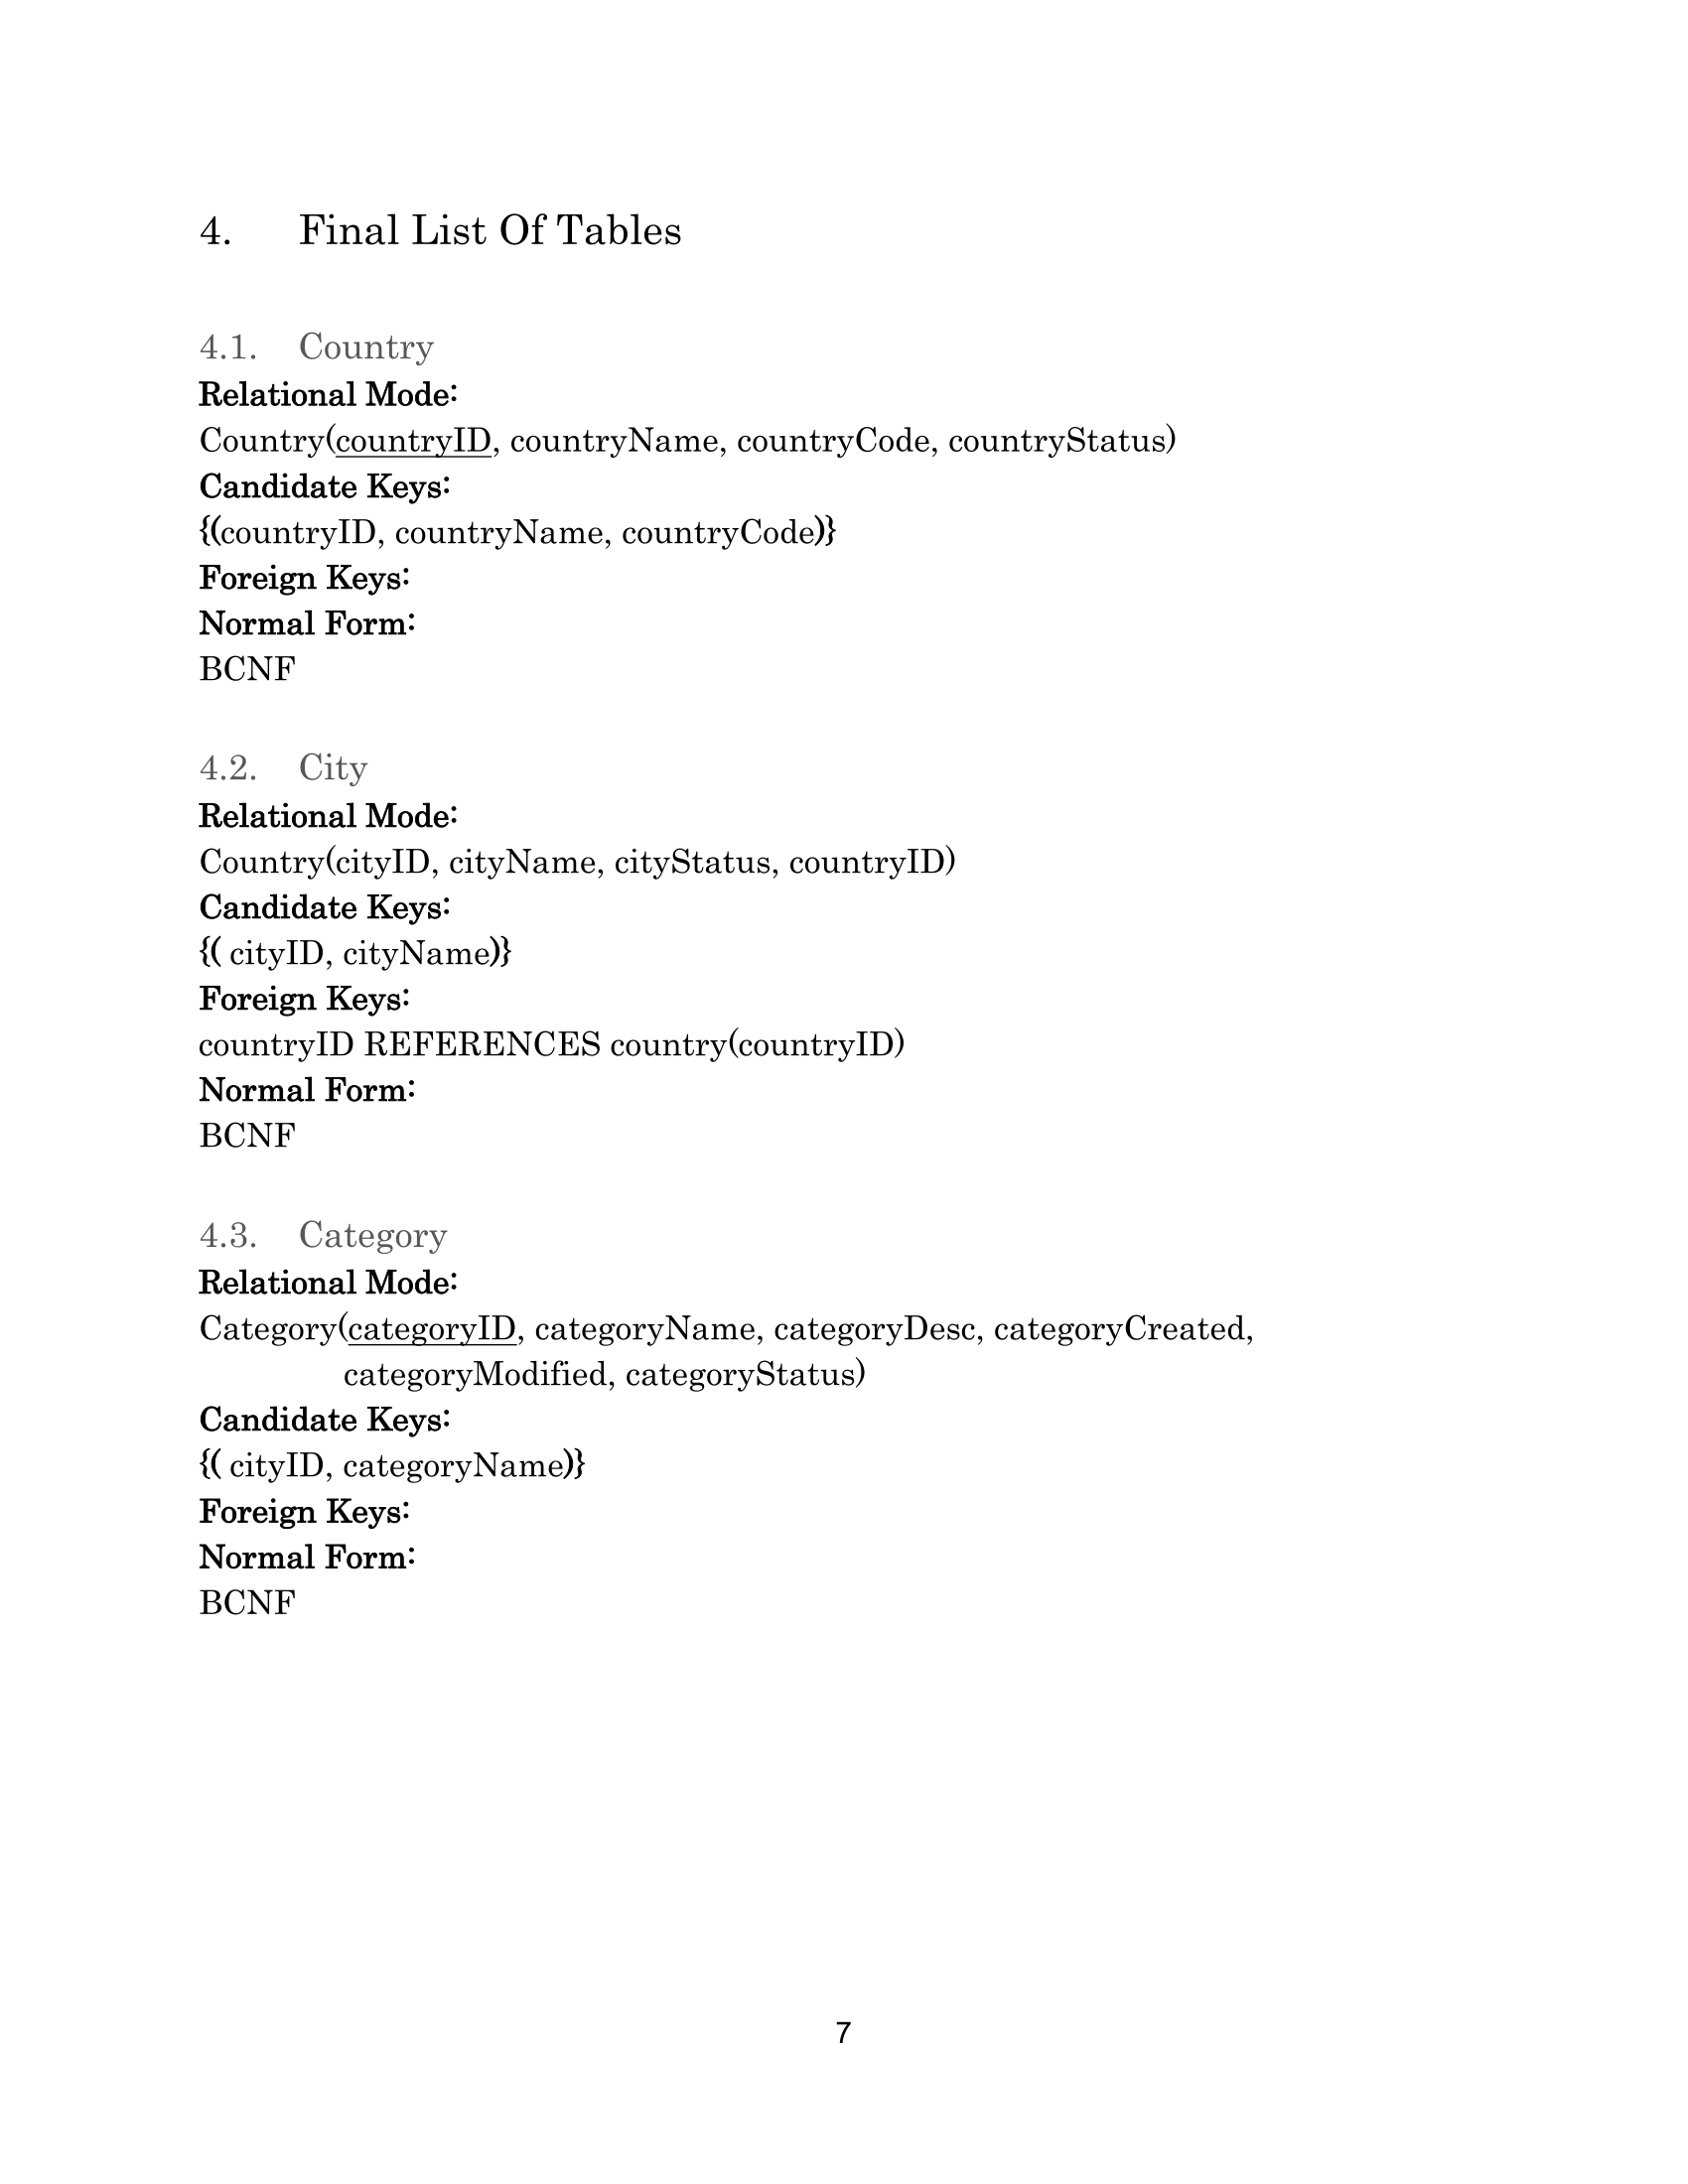 4. Final List Of Tables
4.1. Country
Relational Mode:
Country(countryID, countryName, countryCode, countryStatus)
Candidate Keys:
{(countryID, countryName, countryCode)}
Foreign Keys:
Normal Form:
BCNF
4.2. City
Relational Mode:
Country(cityID, cityName, cityStatus, countryID)
Candidate Keys:
{( cityID, cityName)}
Foreign Keys:
countryID REFERENCES country(countryID)
Normal Form:
BCNF
4.3. Category
Relational Mode:
Category(categoryID, categoryName, categoryDesc, categoryCreated,
categoryModified, categoryStatus)
Candidate Keys:
{( cityID, categoryName)}
Foreign Keys:
Normal Form:
BCNF
7